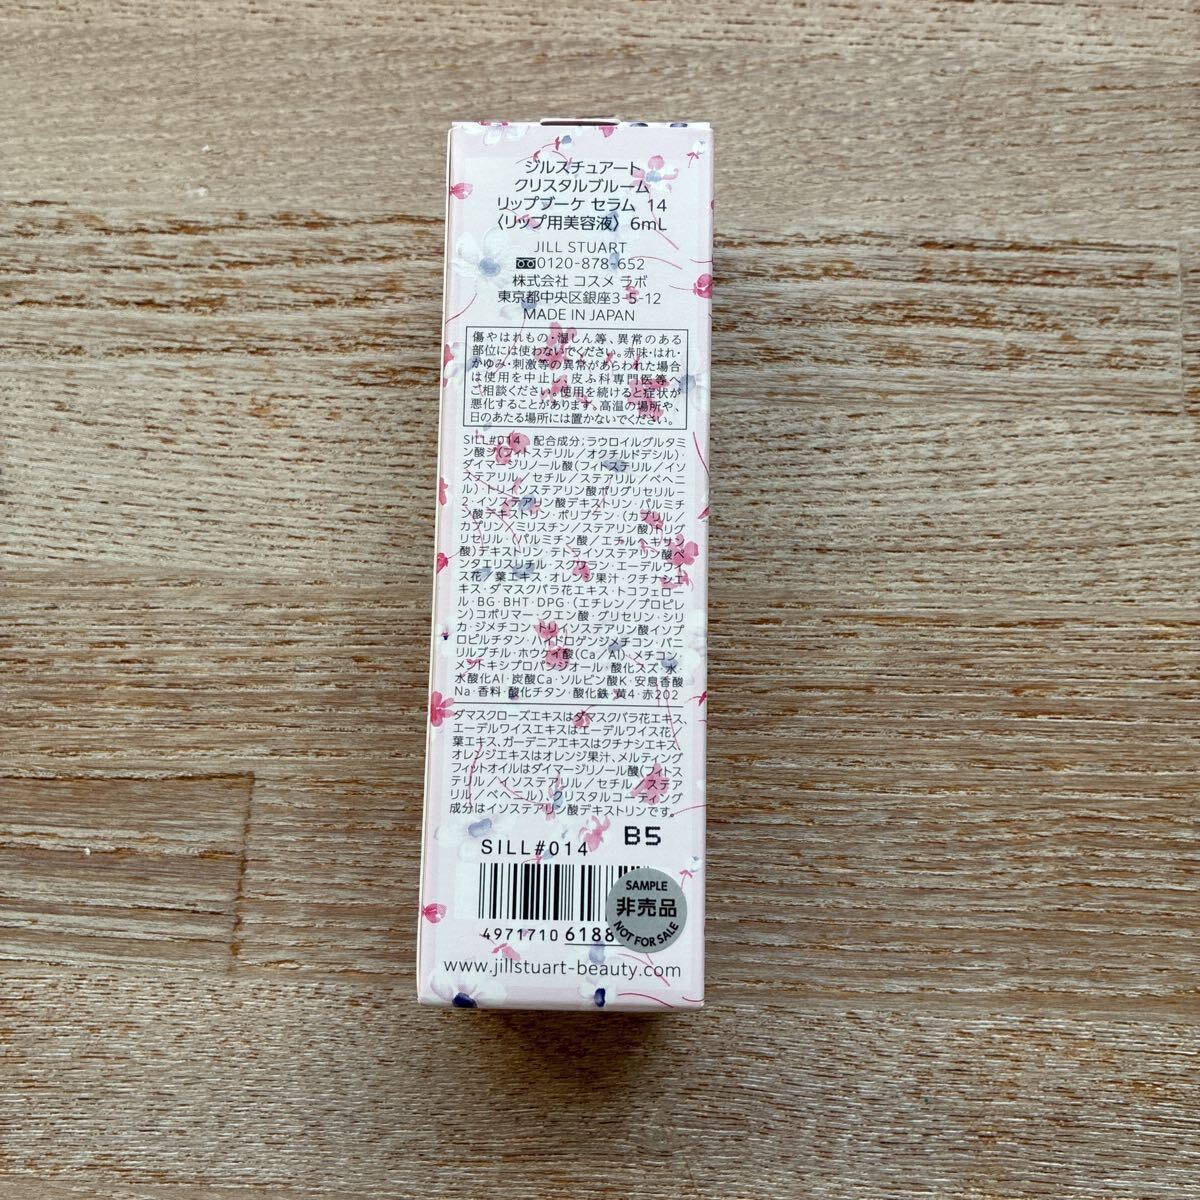 ジルスチュアート
クリスタルブルーム
リップブーケ セラム 14
〈リップ用美容液〉 6mL
JILL STUART
0120-878-652
株式会社 コスメ ラボ
東京都中央区銀座3-5-12
MADE IN JAPAN
傷やはれもの・湿しん等、異常のある
部位には使わないでください。赤味・はれ・
かゆみ・刺激等の異常があらわれた場合
は使用を中止し、皮ふ科専門医等へ
ご相談ください。使用を続けると症状が
悪化することがあります。高温の場所や、
日のあたる場所には置かないでください。
SILL#014 配合成分；ラウロイルグルタミ
ン酸ジ(フィトステリル／オクチルドデシル)・
ダイマージリノール酸(フィトステリル／イソ
ステアリル／セチル／ステアリル／ベヘニ
ル)・トリイソステアリン酸ポリグリセリル－
2・イソステアリン酸デキストリン・パルミチ
ン酸デキストリン・ポリブテン・(カプリル／
カプリン／ミリスチン／ステアリン酸)トリグ
リセリル・(パルミチン酸／エチルヘキサン
酸)デキストリン・テトライソステアリン酸ペ
ンタエリスリチル・スクワラン・エーデルワイ
ス花／葉エキス・オレンジ果汁・クチナシエ
キス・ダマスクバラ花エキス・トコフェロー
ル・BG・BHT・DPG・(エチレン／プロピレ
ン)コポリマー・クエン酸・グリセリン・シリ
カ・ジメチコン・トリイソステアリン酸イソプ
ロピルチタン・ハイドロゲンジメチコン・バニ
リルブチル・ホウケイ酸(Ca／Al)・メチコン・
メントキシプロパンジオール・酸化スズ・水・
水酸化Al・炭酸Ca・ソルビン酸K・安息香酸
Na・香料・酸化チタン・酸化鉄・黄4・赤202
ダマスクローズエキスはダマスクバラ花エキス、
エーデルワイスエキスはエーデルワイス花／
葉エキス、ガーデニアエキスはクチナシエキス、
オレンジエキスはオレンジ果汁、メルティング
フィットオイルはダイマージリノール酸(フィトス
テリル／イソステアリル／セチル／ステア
リル／ベヘニル)、クリスタルコーティング
成分はイソステアリン酸デキストリンです。
SILL#014 B5
SAMPLE
非売品
NOT FOR SALE
4971710 6188
www.jillstuart-beauty.com